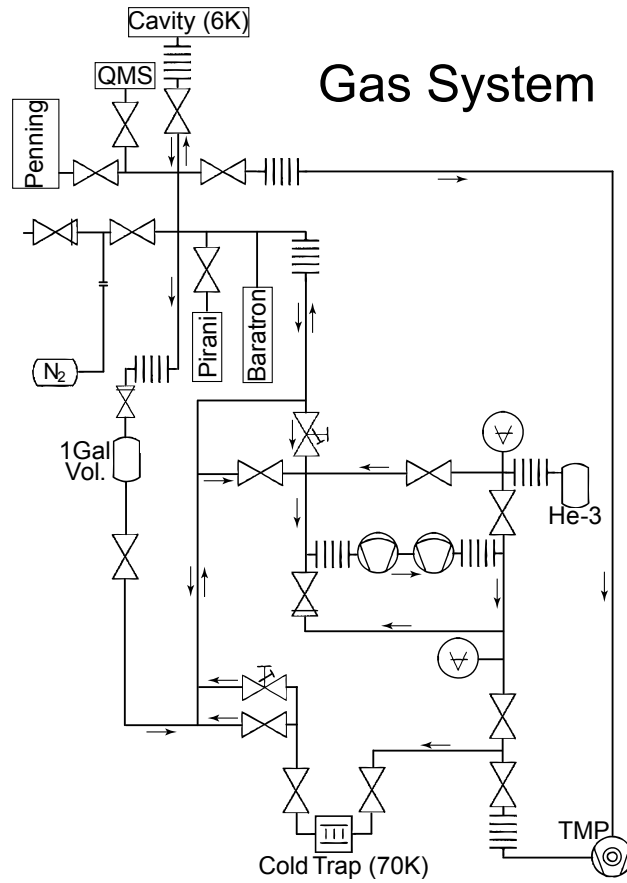 Cavity (6K)
Gas System
QMS
Penning
Pirani
Baratron
N₂
1Gal
Vol.
He-3
TMP
Cold Trap (70K)